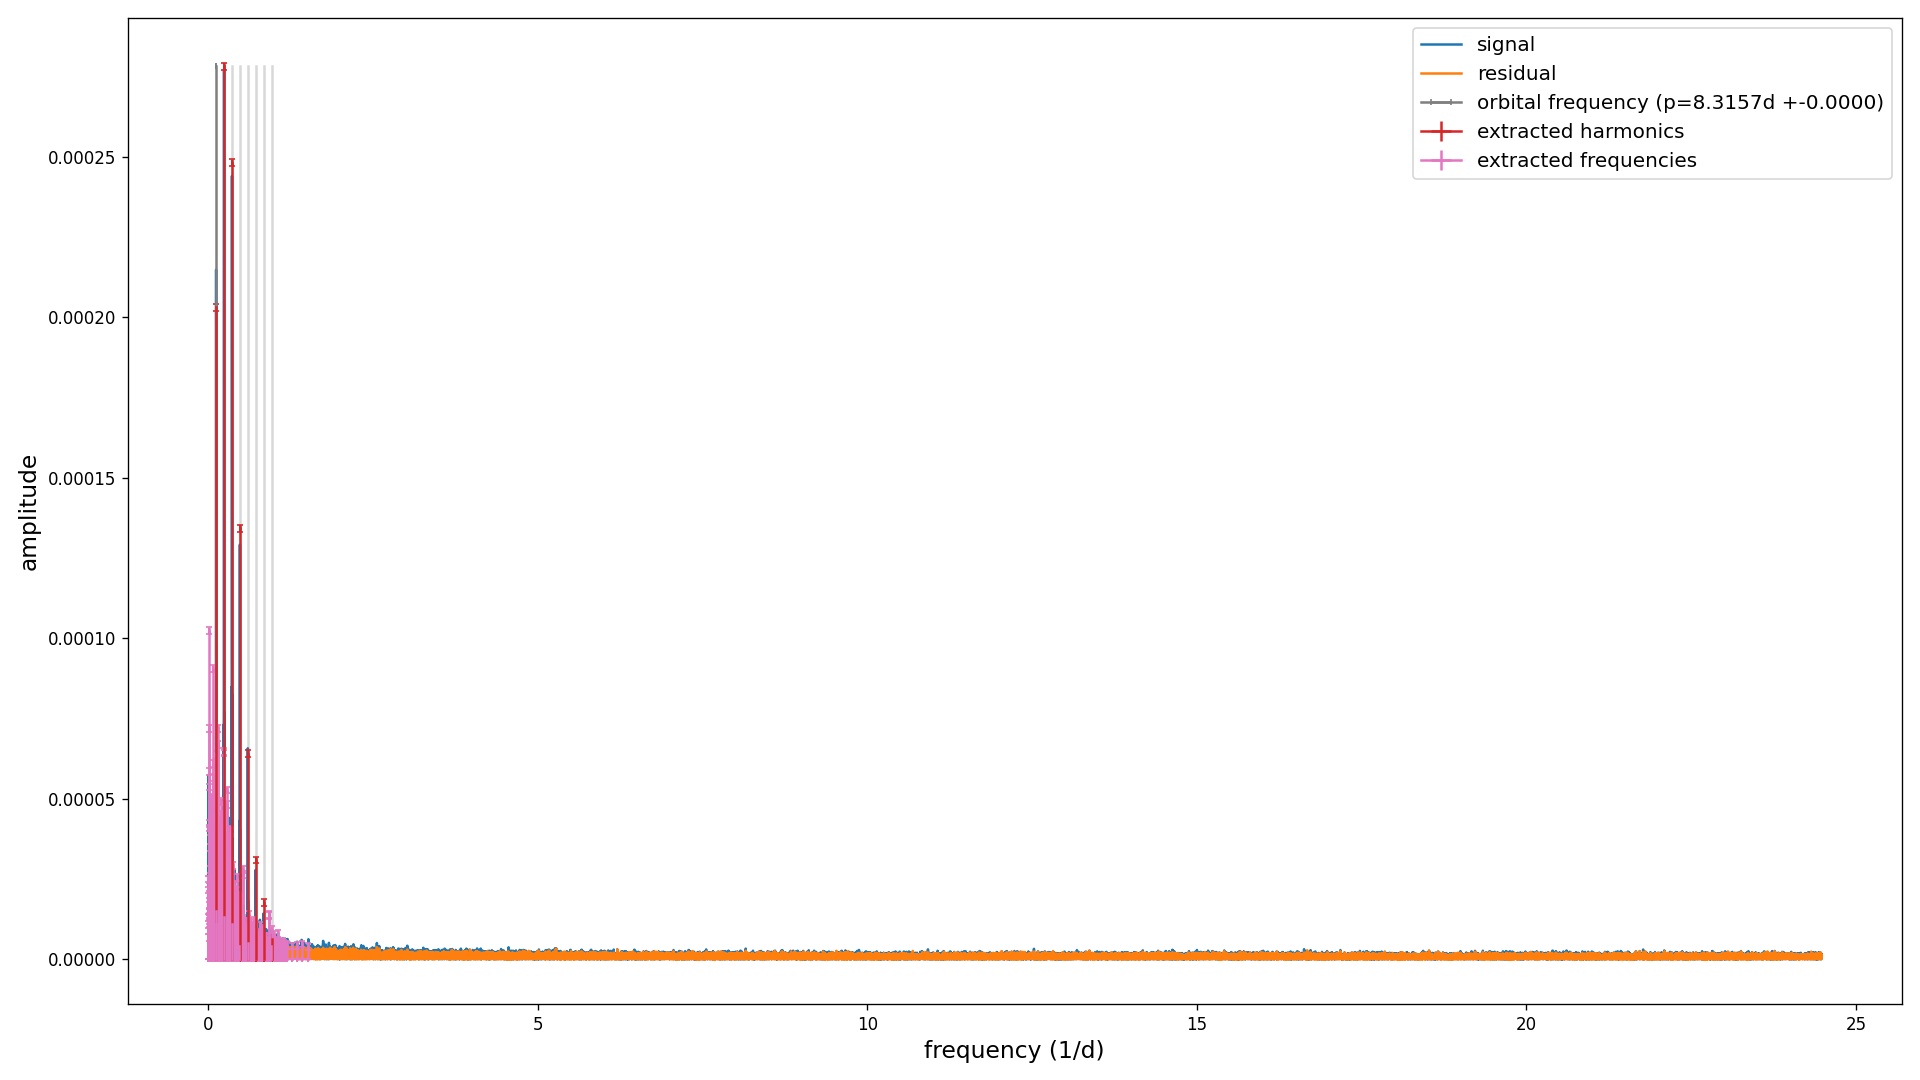 signal
residual
orbital frequency (p=8.3157d +-0.0000)
extracted harmonics
extracted frequencies
0.00025
0.00020
0.00015
0.00010
0.00005
0.00000
amplitude
0 5 10 15 20 25
frequency (1/d)